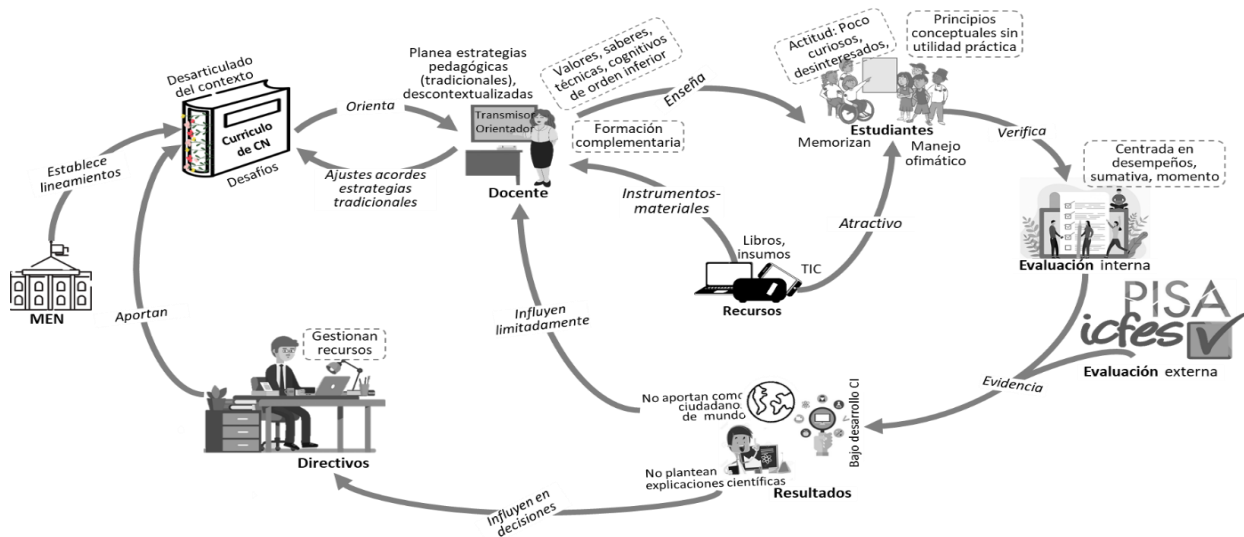 Desarticulado
del contexto
Currículo
de CN
Desafíos
Establece
lineamientos
MEN
Aportan
Orienta
Ajustes acordes
estrategias
tradicionales
Planea estrategias
pedagógicas
(tradicionales),
descontextualizadas
Transmisor
Orientador
Docente
Valores, saberes,
técnicas, cognitivos
de orden inferior
Formación
complementaria
Enseña
Instrumentos-
materiales
Libros,
insumos
TIC
Recursos
Atractivo
Actitud: Poco
curiosos,
desinteresados,
Principios
conceptuales sin
utilidad práctica
Estudiantes
Memorizan
Manejo
ofimático
Verifica
Centrada en
desempeños,
sumativa, momento
Evaluación interna
PISA
icfes
Evaluación externa
Evidencia
Bajo desarrollo CI
No aportan como
ciudadano
de mundo
No plantean
explicaciones científicas
Resultados
Influyen
limitadamente
Influyen en
decisiones
Gestionan
recursos
Directivos